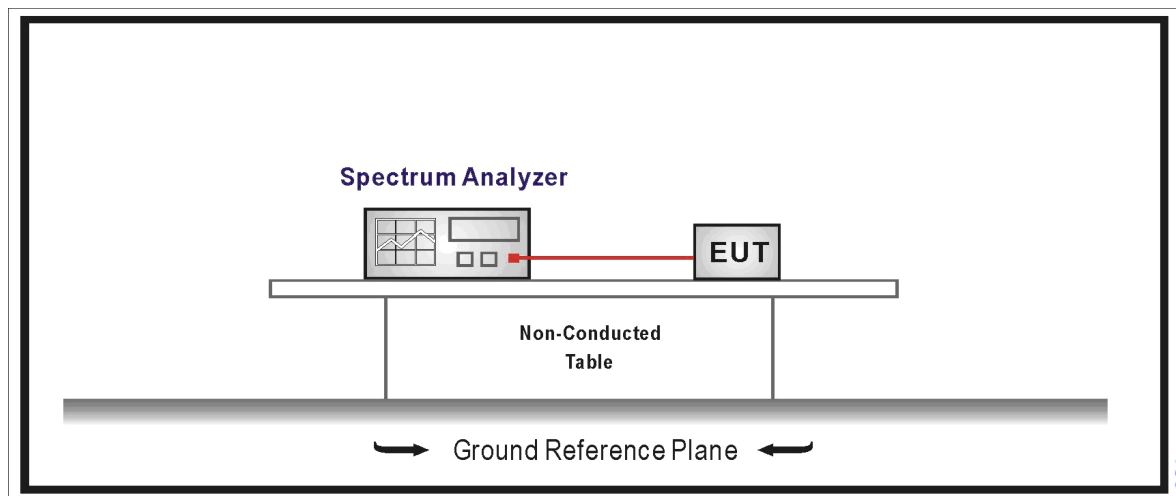 Spectrum Analyzer
EUT
Non-Conducted
Table
Ground Reference Plane